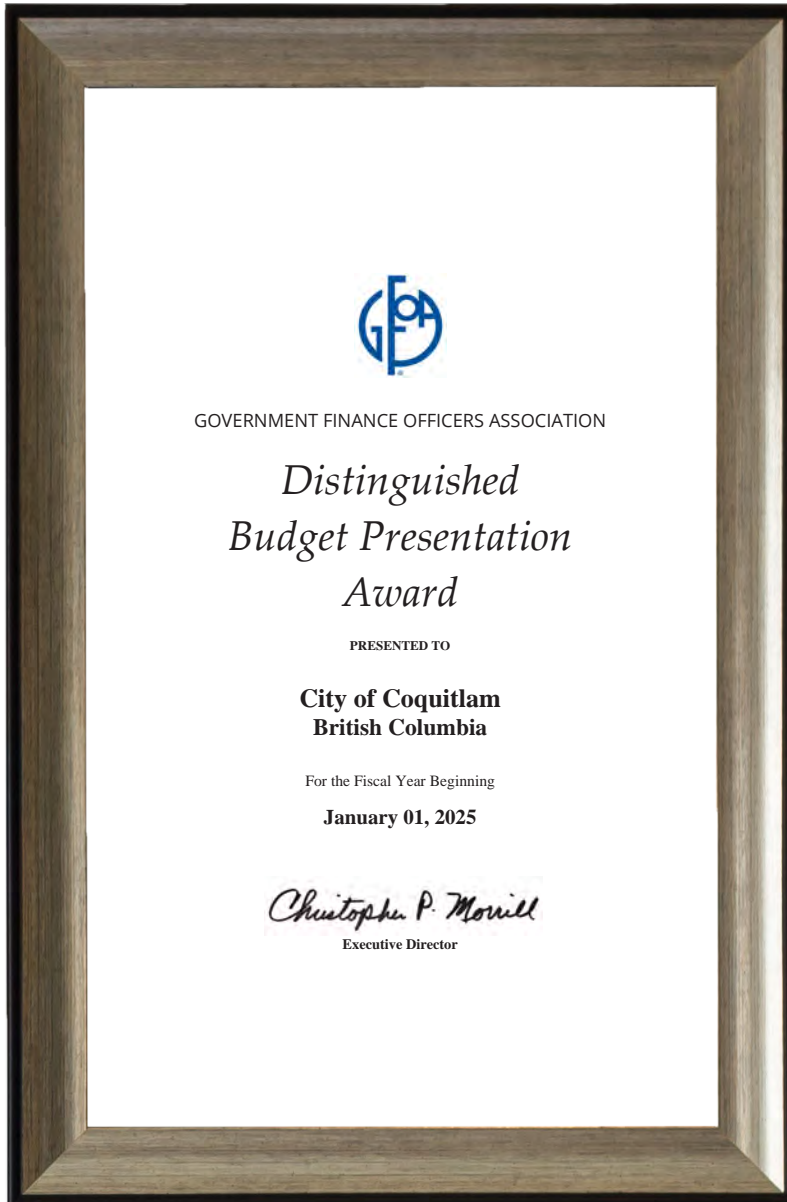 GFOA
GOVERNMENT FINANCE OFFICERS ASSOCIATION
Distinguished
Budget Presentation
Award
PRESENTED TO
City of Coquitlam
British Columbia
For the Fiscal Year Beginning
January 01, 2025
Christopher P. Morrill
Executive Director